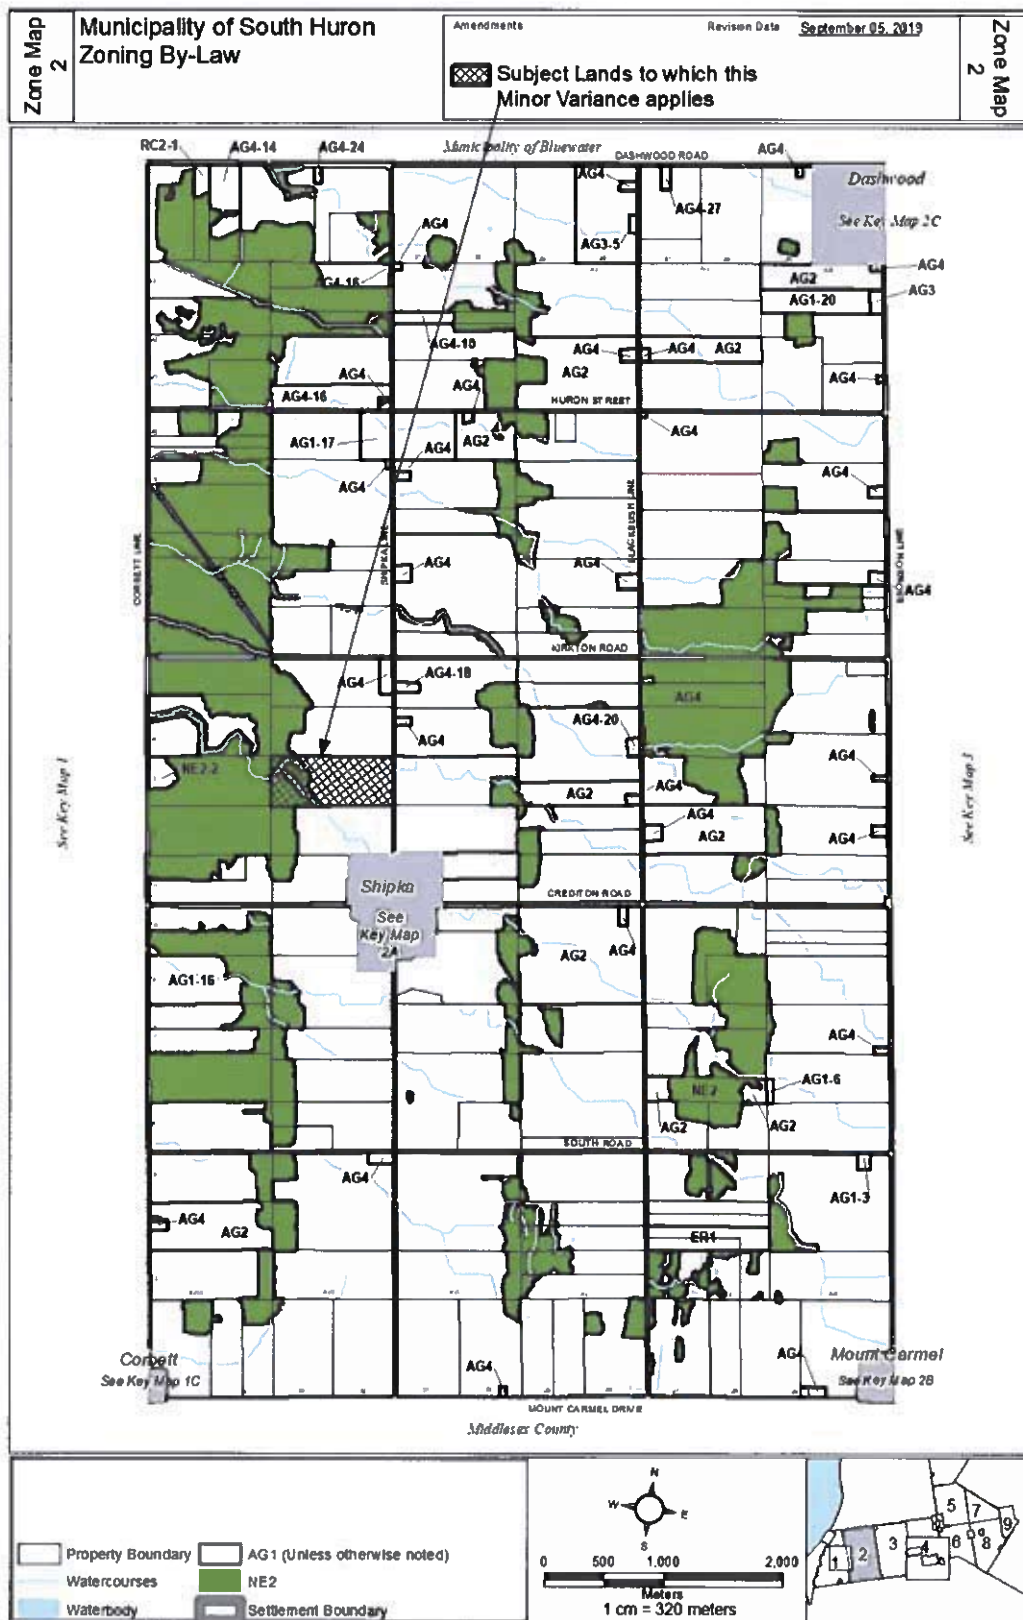 Zone Map
2
Municipality of South Huron
Zoning By-Law
Amendments
Revision Date
September 05, 2019
Subject Lands to which this
Minor Variance applies
Zone Map
2
RC2-1
AG4-14
AG4-24
Municipality of Bluewater
DASHWOOD ROAD
AG4
AG4
AG4-27
AG3-5
Dashwood
See Key Map 2C
AG4
AG4
AG2
AG3
AG1-20
G4-16
AG4-10
AG4
AG4
AG2
AG2
AG4
AG4
AG4
AG4-16
HURON STREET
AG1-17
AG4
AG2
AG4
AG4
AG4
CORBETT LINE
SHIPKA LINE
BLACKBUSH LINE
BRONSON LINE
AG4
AG4
AG4
KIRKTON ROAD
AG4
AG4-18
AG4
AG4-20
AG4
NE2-2
AG4
AG2
AG4
AG4
AG2
AG4
See Key Map 1
See Key Map 3
Shipka
See
Key Map
2A
CREDITON ROAD
AG4
AG2
AG1-16
AG4
NE2
AG1-6
AG2
AG2
SOUTH ROAD
AG4
AG1-3
AG4
AG2
ER1
Corbett
See Key Map 1C
AG4
AG4
Mount Carmel
See Key Map 2B
MOUNT CARMEL DRIVE
Middlesex County
Property Boundary
Watercourses
Waterbody
AG1 (Unless otherwise noted)
NE2
Settlement Boundary
N
W
E
S
0 500 1,000 2,000
Meters
1 cm = 320 meters
1
2
3
4
5
6
7
8
9